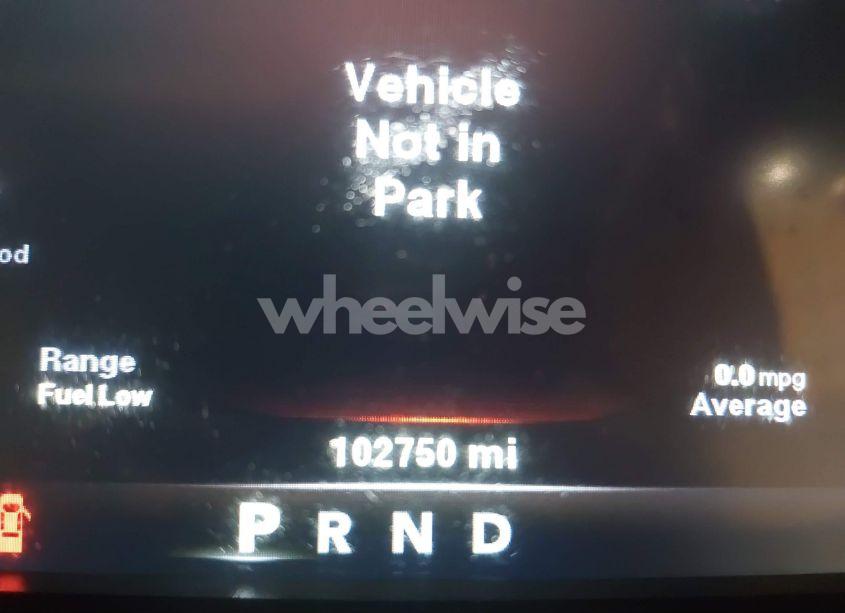 Vehicle
Not in
Park
od
wheelwise
Range
Fuel Low
0.0 mpg
Average
102750 mi
P R N D